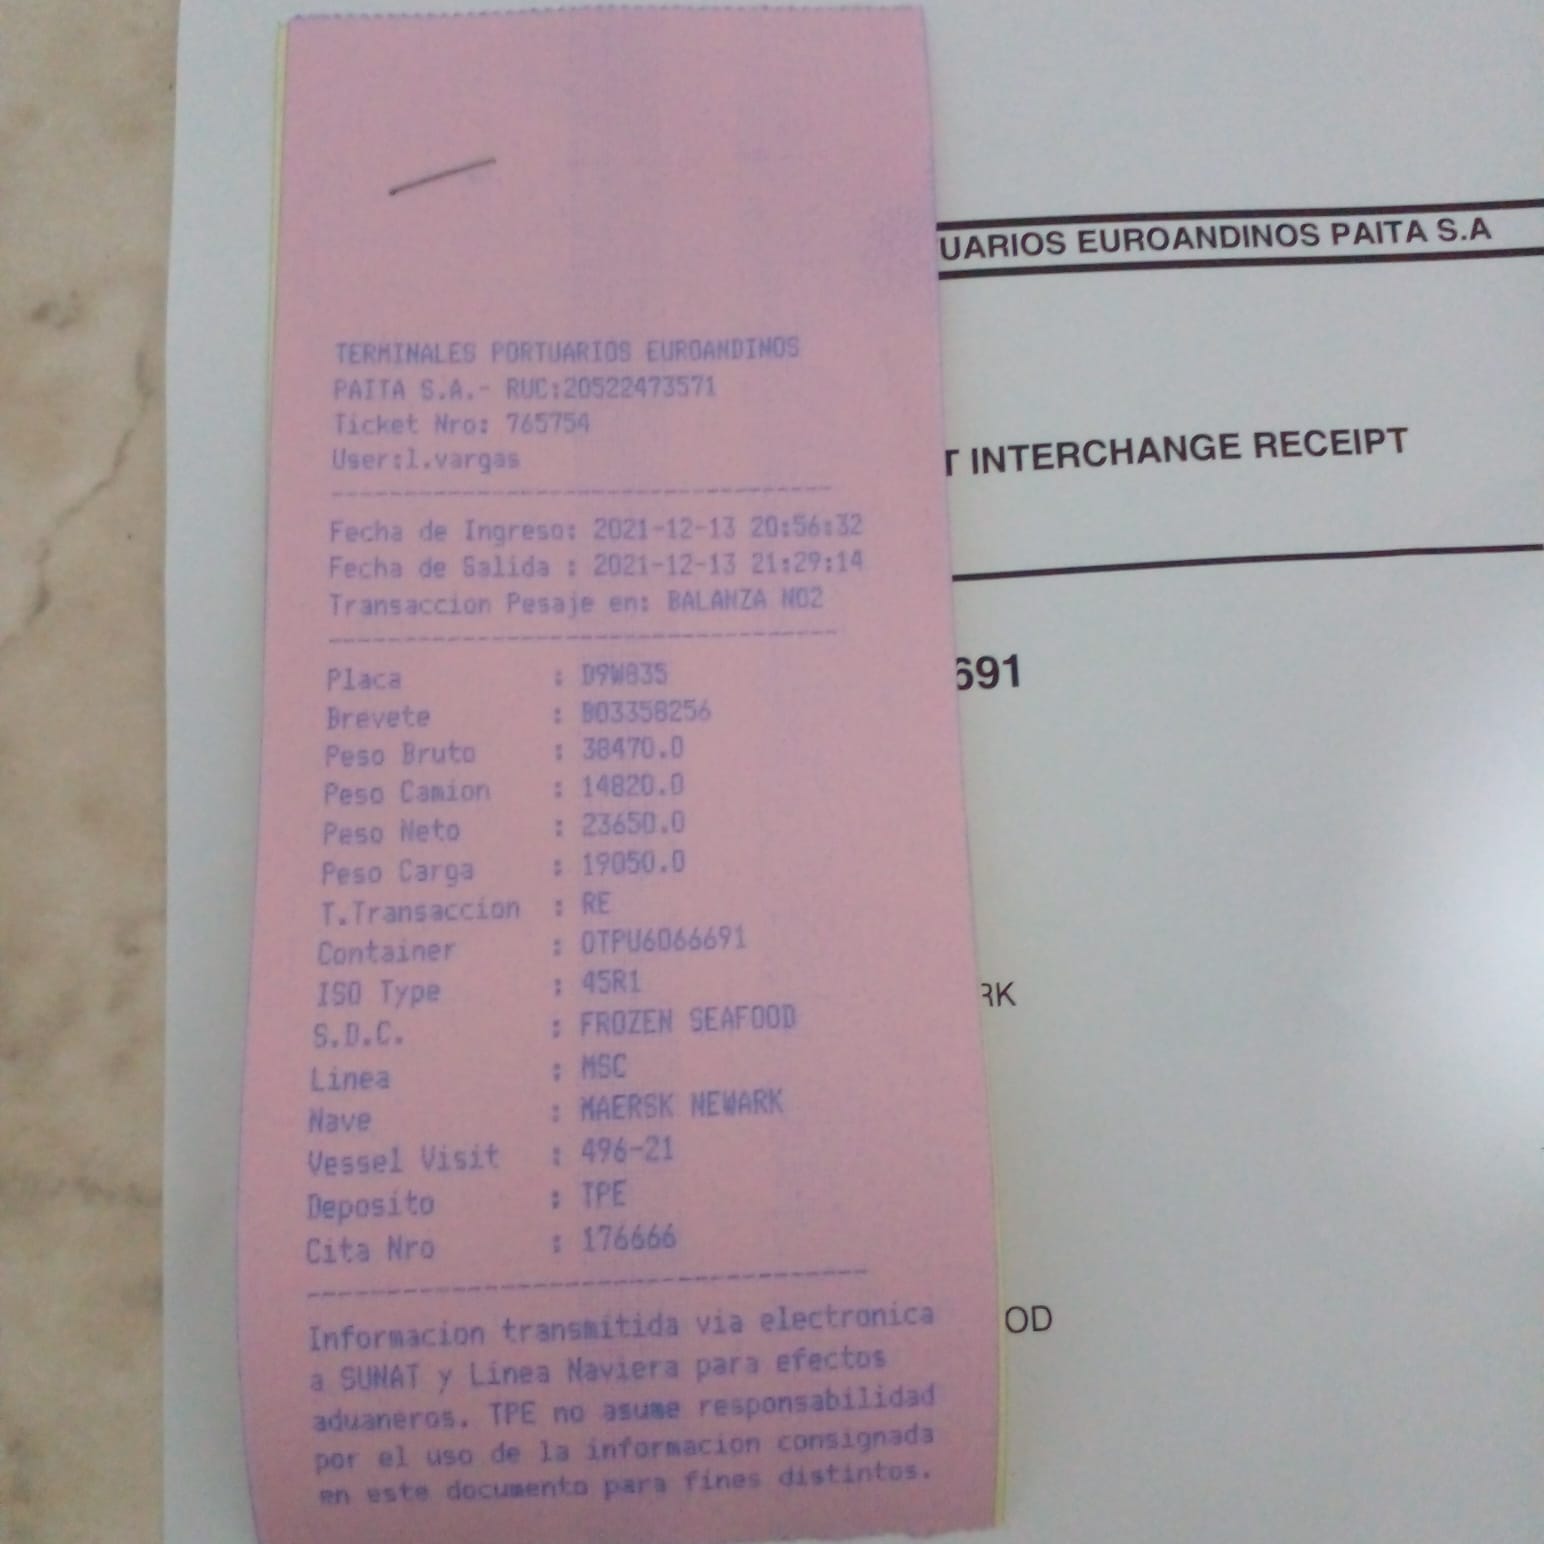 TERMINALES PORTUARIOS EUROANDINOS
PAITA S.A.- RUC:20522473571
Ticket Nro: 765754
User:l.vargas
--------------------------------
Fecha de Ingreso: 2021-12-13 20:56:32
Fecha de Salida : 2021-12-13 21:29:14
Transaccion Pesaje en: BALANZA NO2
--------------------------------
Placa : D9W835
Brevete : B03358256
Peso Bruto : 38470.0
Peso Camion : 14820.0
Peso Neto : 23650.0
Peso Carga : 19050.0
T.Transaccion : RE
Container : OTPU6066691
ISO Type : 45R1
S.D.C. : FROZEN SEAFOOD
Linea : MSC
Nave : MAERSK NEWARK
Vessel Visit : 496-21
Deposito : TPE
Cita Nro : 176666
--------------------------------
Informacion transmitida via electronica
a SUNAT y Linea Naviera para efectos
aduaneros. TPE no asume responsabilidad
por el uso de la informacion consignada
en este documento para fines distintos.
UARIOS EUROANDINOS PAITA S.A
T INTERCHANGE RECEIPT
691
RK
OD